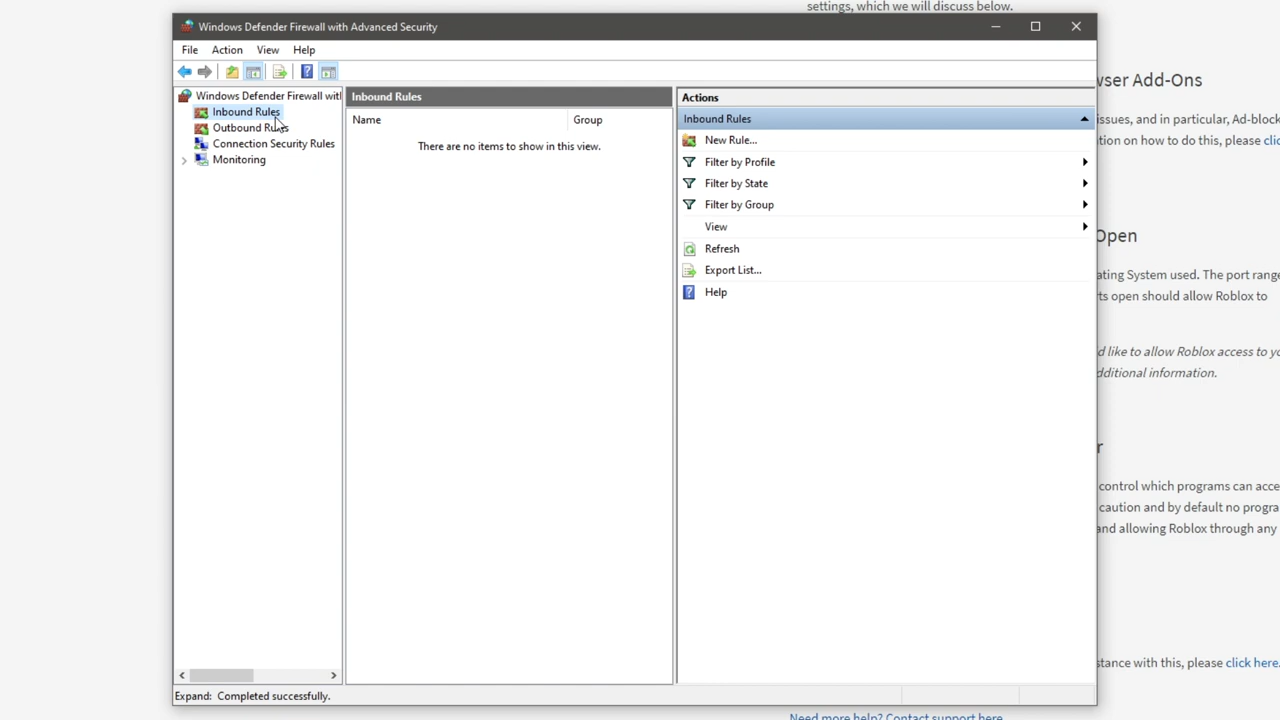 settings, which we will discuss below.
Windows Defender Firewall with Advanced Security
File Action View Help
Windows Defender Firewall wit
Inbound Rules
Outbound Rules
Connection Security Rules
Monitoring
Inbound Rules
Name Group
There are no items to show in this view.
Actions
Inbound Rules
New Rule...
Filter by Profile
Filter by State
Filter by Group
View
Refresh
Export List...
Help
Expand: Completed successfully.
wser Add-Ons
issues, and in particular, Ad-block
tion on how to do this, please clic
Open
ating System used. The port range
ts open should allow Roblox to
d like to allow Roblox access to yo
dditional information.
r
control which programs can acce
caution and by default no progra
and allowing Roblox through any
stance with this, please click here.
Need more help? Contact support here